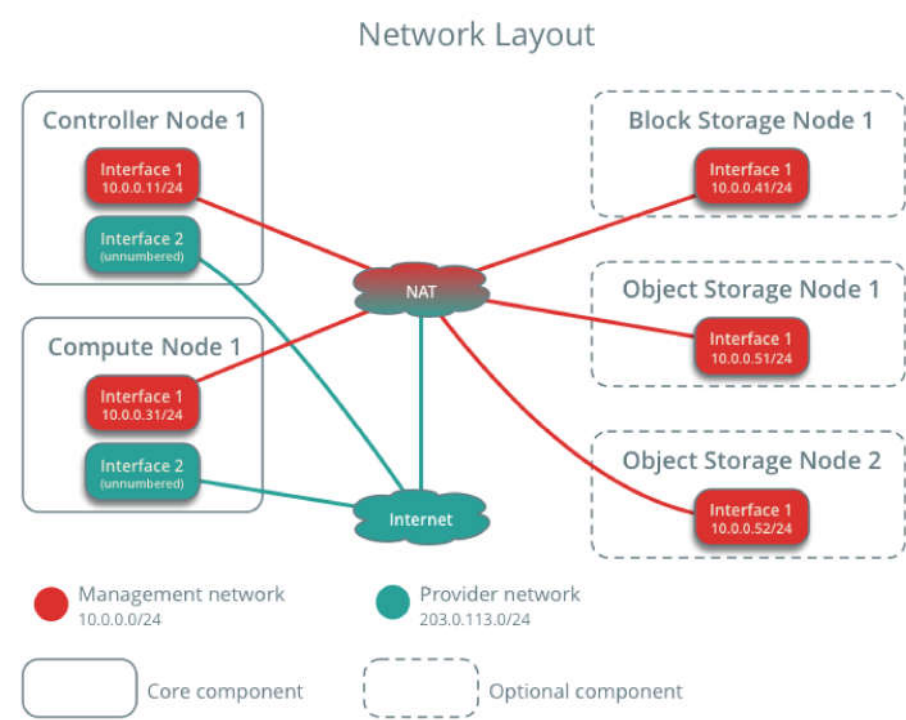 Network Layout
Controller Node 1
Interface 1
10.0.0.11/24
Interface 2
(unnumbered)
Compute Node 1
Interface 1
10.0.0.31/24
Interface 2
(unnumbered)
NAT
Internet
Block Storage Node 1
Interface 1
10.0.0.41/24
Object Storage Node 1
Interface 1
10.0.0.51/24
Object Storage Node 2
Interface 1
10.0.0.52/24
Management network
10.0.0.0/24
Provider network
203.0.113.0/24
Core component
Optional component